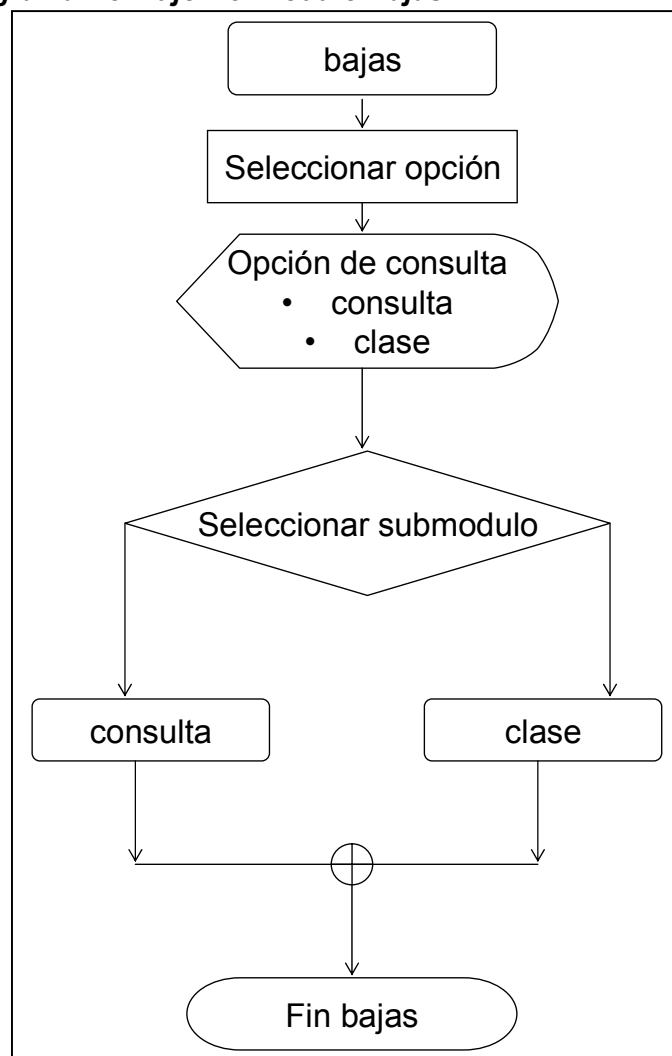 bajas
Seleccionar opción
Opción de consulta
• consulta
• clase
Seleccionar submodulo
consulta
clase
Fin bajas